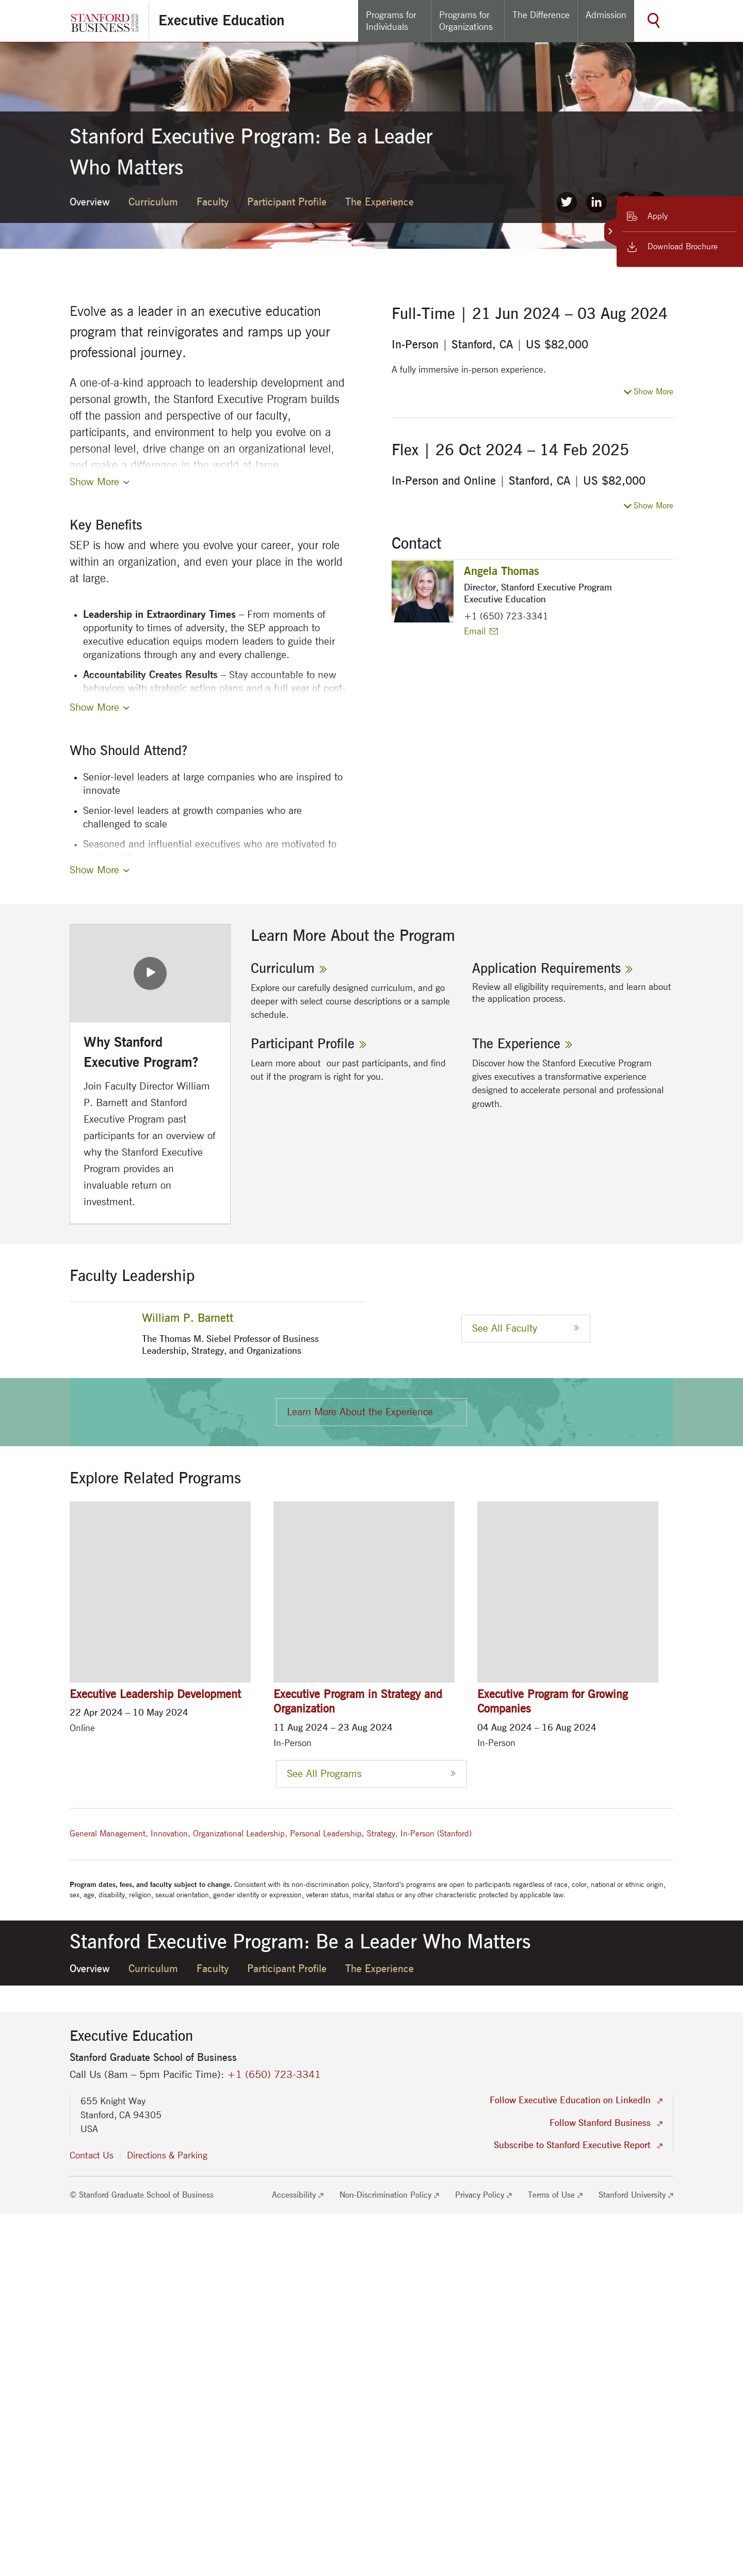 STANFORD
BUSINESS
Executive Education
Programs for
Individuals
Programs for
Organizations
The Difference
Admission
Stanford Executive Program: Be a Leader
Who Matters
Overview
Curriculum
Faculty
Participant Profile
The Experience
Apply
Download Brochure
Evolve as a leader in an executive education
program that reinvigorates and ramps up your
professional journey.
A one-of-a-kind approach to leadership development and
personal growth, the Stanford Executive Program builds
off the passion and perspective of our faculty,
participants, and environment to help you evolve on a
personal level, drive change on an organizational level,
and make a difference in the world at large.
Show More
Key Benefits
SEP is how and where you evolve your career, your role
within an organization, and even your place in the world
at large.
• Leadership in Extraordinary Times – From moments of
opportunity to times of adversity, the SEP approach to
executive education equips modern leaders to guide their
organizations through any and every challenge.
• Accountability Creates Results – Stay accountable to new
behaviors with strategic action plans and a full year of post-
Show More
Who Should Attend?
• Senior-level leaders at large companies who are inspired to
innovate
• Senior-level leaders at growth companies who are
challenged to scale
• Seasoned and influential executives who are motivated to
Show More
Full-Time | 21 Jun 2024 – 03 Aug 2024
In-Person | Stanford, CA | US $82,000
A fully immersive in-person experience.
Show More
Flex | 26 Oct 2024 – 14 Feb 2025
In-Person and Online | Stanford, CA | US $82,000
Show More
Contact
Angela Thomas
Director, Stanford Executive Program
Executive Education
+1 (650) 723-3341
Email
Why Stanford
Executive Program?
Join Faculty Director William
P. Barnett and Stanford
Executive Program past
participants for an overview of
why the Stanford Executive
Program provides an
invaluable return on
investment.
Learn More About the Program
Curriculum
Explore our carefully designed curriculum, and go
deeper with select course descriptions or a sample
schedule.
Application Requirements
Review all eligibility requirements, and learn about
the application process.
Participant Profile
Learn more about our past participants, and find
out if the program is right for you.
The Experience
Discover how the Stanford Executive Program
gives executives a transformative experience
designed to accelerate personal and professional
growth.
Faculty Leadership
William P. Barnett
The Thomas M. Siebel Professor of Business
Leadership, Strategy, and Organizations
See All Faculty
Learn More About the Experience
Explore Related Programs
Executive Leadership Development
22 Apr 2024 – 10 May 2024
Online
Executive Program in Strategy and
Organization
11 Aug 2024 – 23 Aug 2024
In-Person
Executive Program for Growing
Companies
04 Aug 2024 – 16 Aug 2024
In-Person
See All Programs
General Management, Innovation, Organizational Leadership, Personal Leadership, Strategy, In-Person (Stanford)
Program dates, fees, and faculty subject to change. Consistent with its non-discrimination policy, Stanford's programs are open to participants regardless of race, color, national or ethnic origin,
sex, age, disability, religion, sexual orientation, gender identity or expression, veteran status, marital status or any other characteristic protected by applicable law.
Stanford Executive Program: Be a Leader Who Matters
Overview
Curriculum
Faculty
Participant Profile
The Experience
Executive Education
Stanford Graduate School of Business
Call Us (8am – 5pm Pacific Time): +1 (650) 723-3341
655 Knight Way
Stanford, CA 94305
USA
Contact Us
Directions & Parking
Follow Executive Education on LinkedIn
Follow Stanford Business
Subscribe to Stanford Executive Report
© Stanford Graduate School of Business
Accessibility
Non-Discrimination Policy
Privacy Policy
Terms of Use
Stanford University